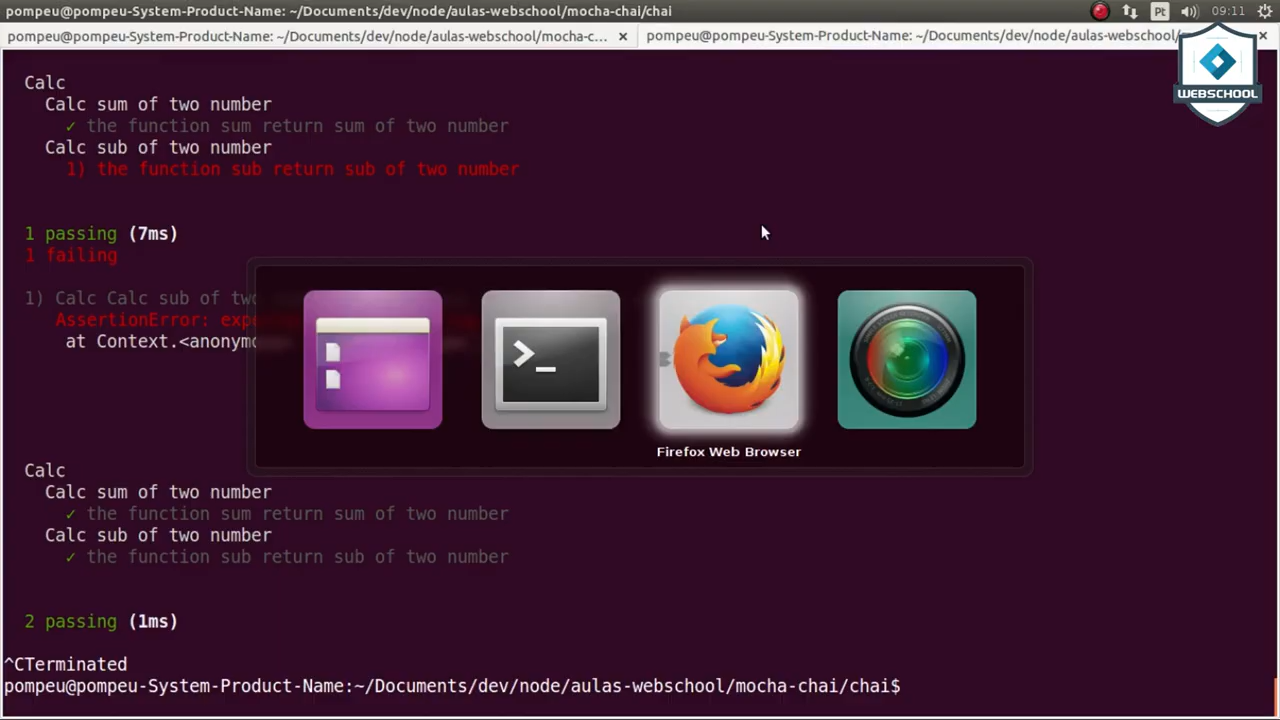 pompeu@pompeu-System-Product-Name: ~/Documents/dev/node/aulas-webschool/mocha-chai/chai
Pt
09:11
pompeu@pompeu-System-Product-Name: ~/Documents/dev/node/aulas-webschool/mocha-c... ×
pompeu@pompeu-System-Product-Name: ~/Documents/dev/node/aulas-webschool/ ×
WEBSCHOOL
Calc
Calc sum of two number
✓ the function sum return sum of two number
Calc sub of two number
1) the function sub return sub of two number
1 passing (7ms)
1 failing
1) Calc Calc sub of two
AssertionError: exp
at Context.<anonym
>_
Firefox Web Browser
Calc
Calc sum of two number
✓ the function sum return sum of two number
Calc sub of two number
✓ the function sub return sub of two number
2 passing (1ms)
^CTerminated
pompeu@pompeu-System-Product-Name:~/Documents/dev/node/aulas-webschool/mocha-chai/chai$